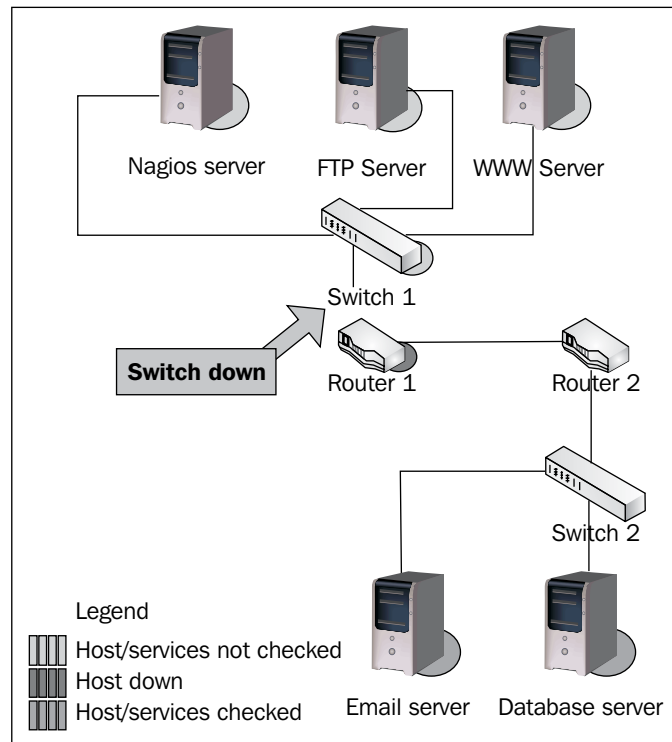 Nagios server
FTP Server
WWW Server
Switch 1
Switch down
Router 1
Router 2
Switch 2
Email server
Database server
Legend
Host/services not checked
Host down
Host/services checked